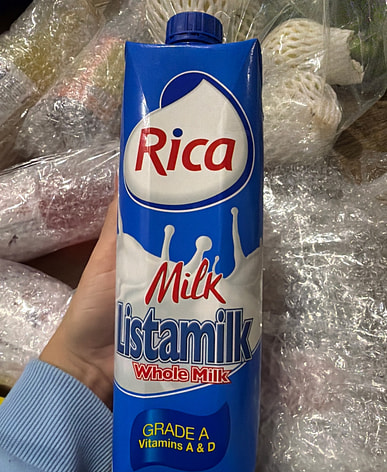 Rica
Milk
Listamilk
Whole Milk
GRADE A
Vitamins A & D